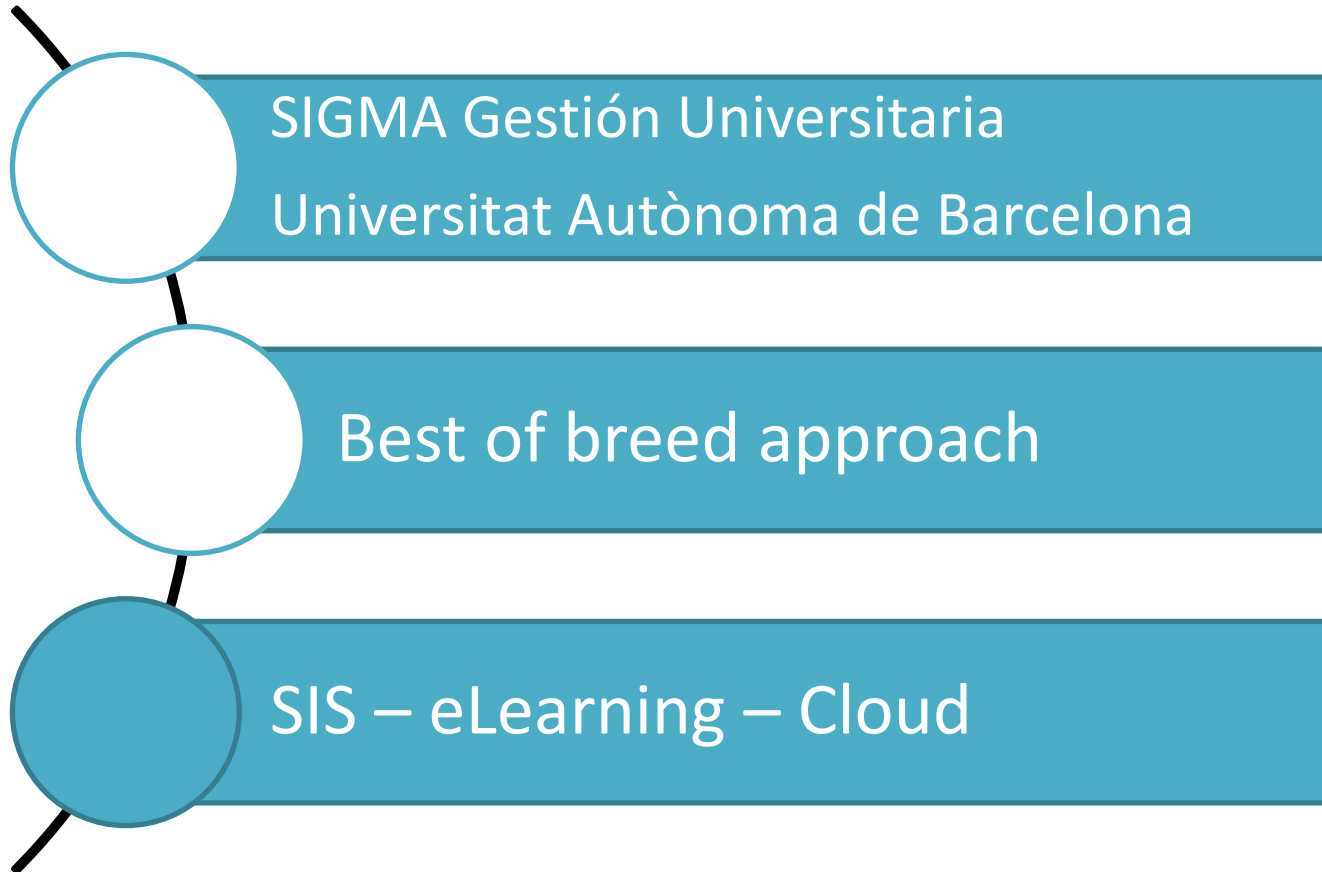 SIGMA Gestión Universitaria
Universitat Autònoma de Barcelona
Best of breed approach
SIS – eLearning – Cloud